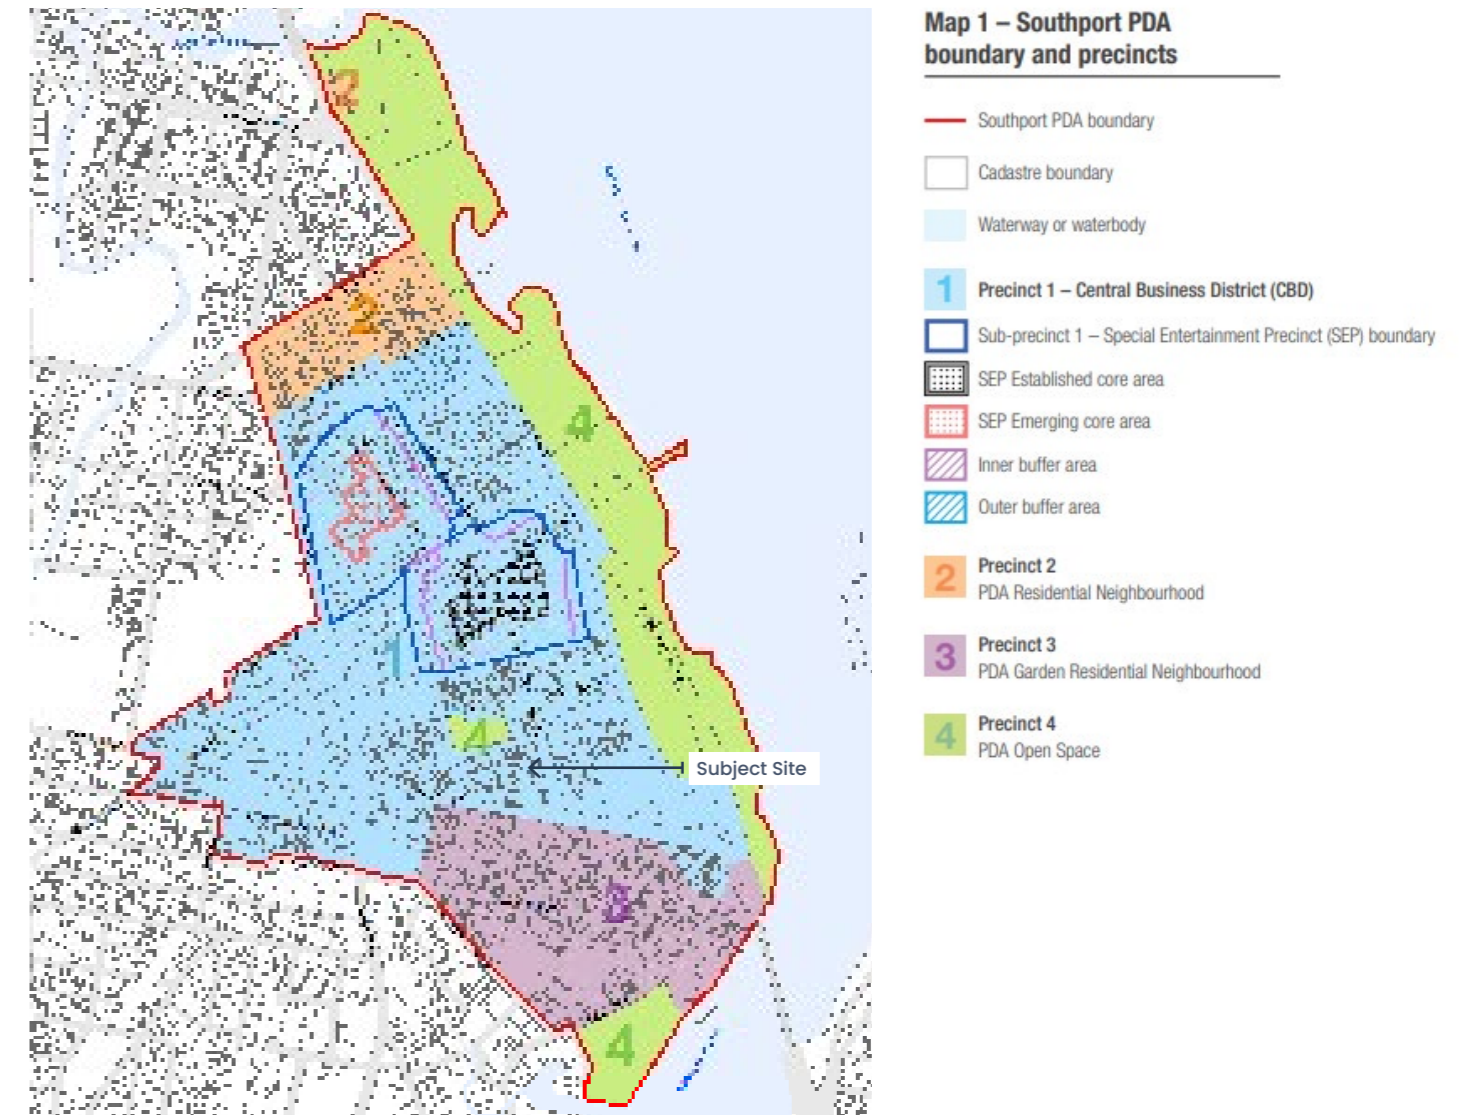 Map 1 – Southport PDA
boundary and precincts
Southport PDA boundary
Cadastre boundary
Waterway or waterbody
1 Precinct 1 – Central Business District (CBD)
Sub-precinct 1 – Special Entertainment Precinct (SEP) boundary
SEP Established core area
SEP Emerging core area
Inner buffer area
Outer buffer area
2 Precinct 2
PDA Residential Neighbourhood
3 Precinct 3
PDA Garden Residential Neighbourhood
4 Precinct 4
PDA Open Space
2
2
4
1
4
Subject Site
3
4